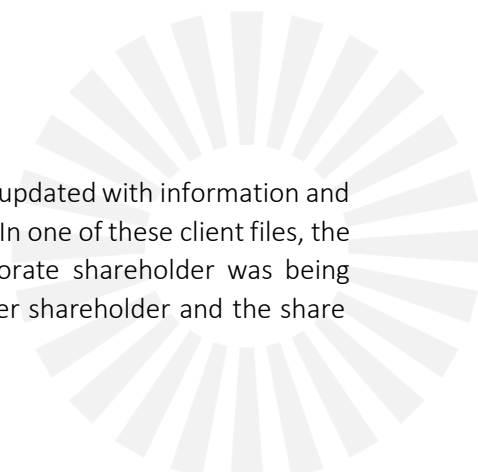 updated with information and
In one of these client files, the
orate shareholder was being
er shareholder and the share